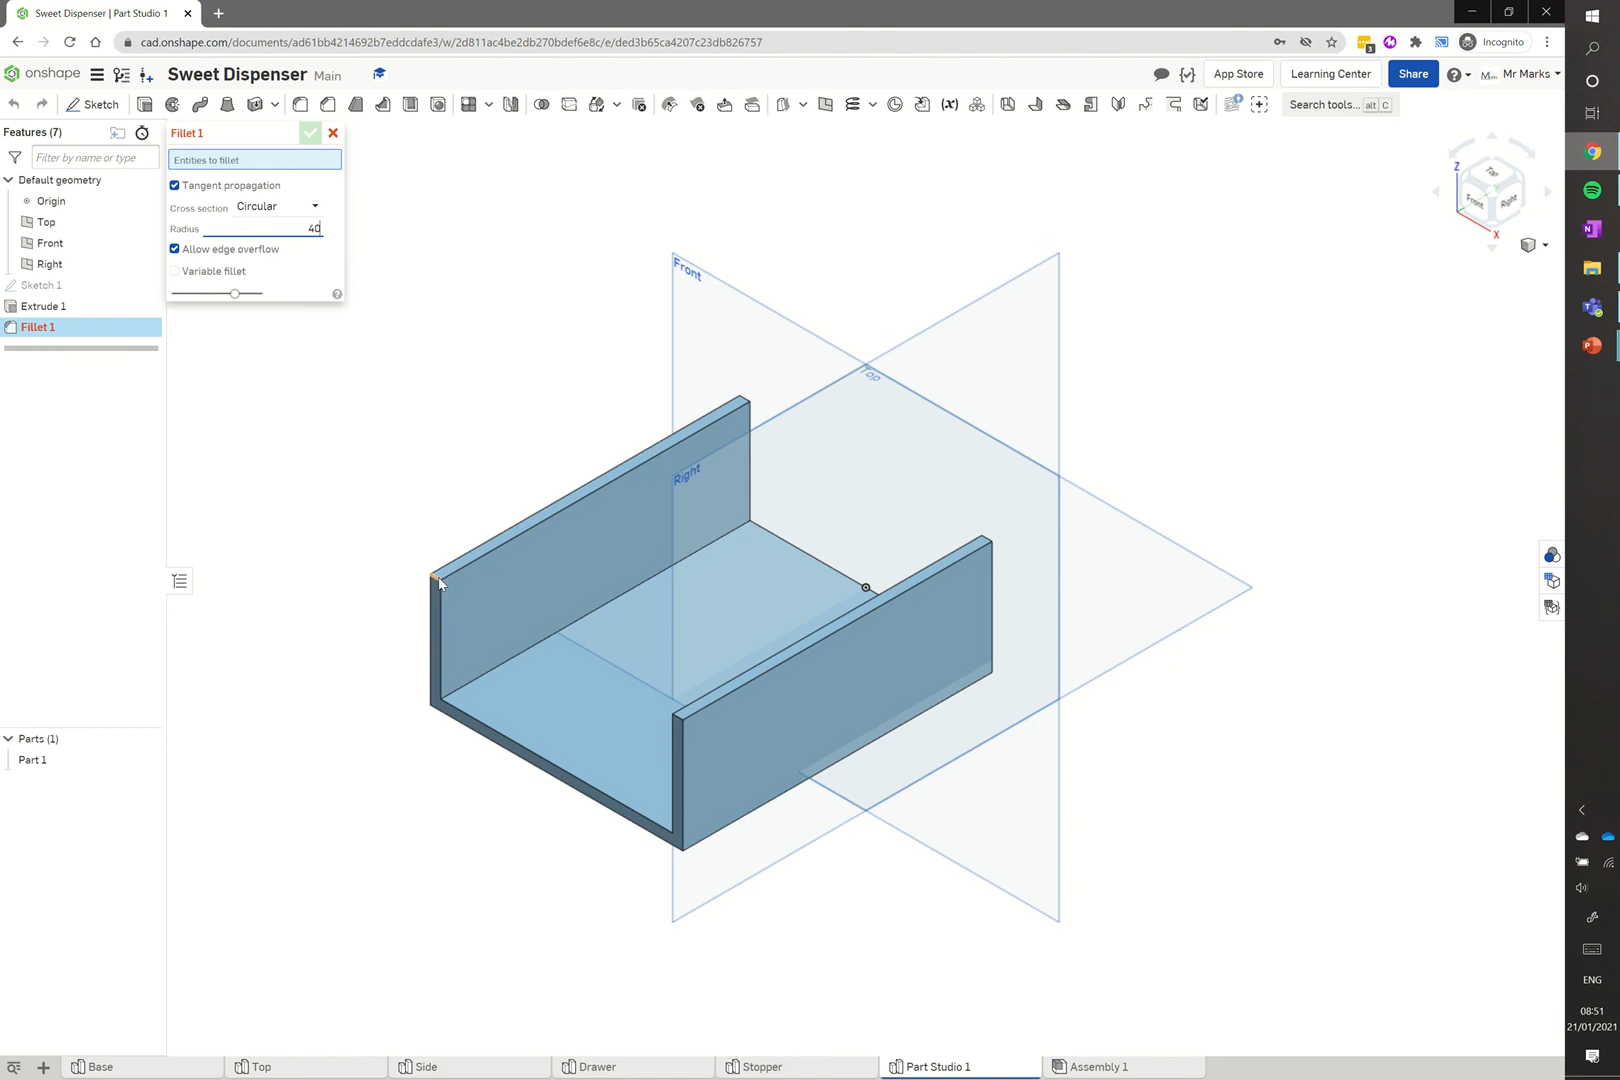 Sweet Dispenser | Part Studio 1
cad.onshape.com/documents/ad61bb4214692b7eddcdafe3/w/2d811ac4be2db270bdef6e8c/e/ded3b65ca4207c23db826757
3
Incognito
onshape
Sweet Dispenser Main
App Store
Learning Center
Share
Mr Marks
Sketch
Search tools... alt C
Features (7)
Filter by name or type
Default geometry
Origin
Top
Front
Right
Sketch 1
Extrude 1
Fillet 1
Fillet 1
Entities to fillet
Tangent propagation
Cross section Circular
Radius 40
Allow edge overflow
Variable fillet
Front
Top
Right
Z
Top
Front
Right
X
Parts (1)
Part 1
Base
Top
Side
Drawer
Stopper
Part Studio 1
Assembly 1
ENG
08:51
21/01/2021